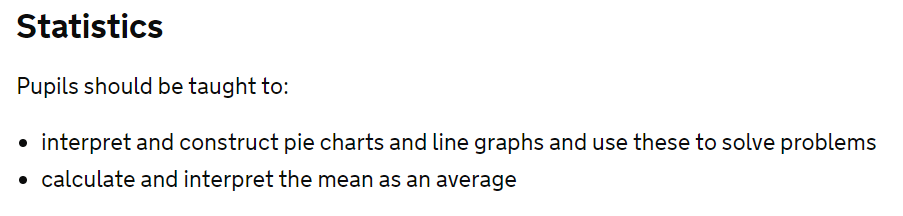 Statistics
Pupils should be taught to:
• interpret and construct pie charts and line graphs and use these to solve problems
• calculate and interpret the mean as an average